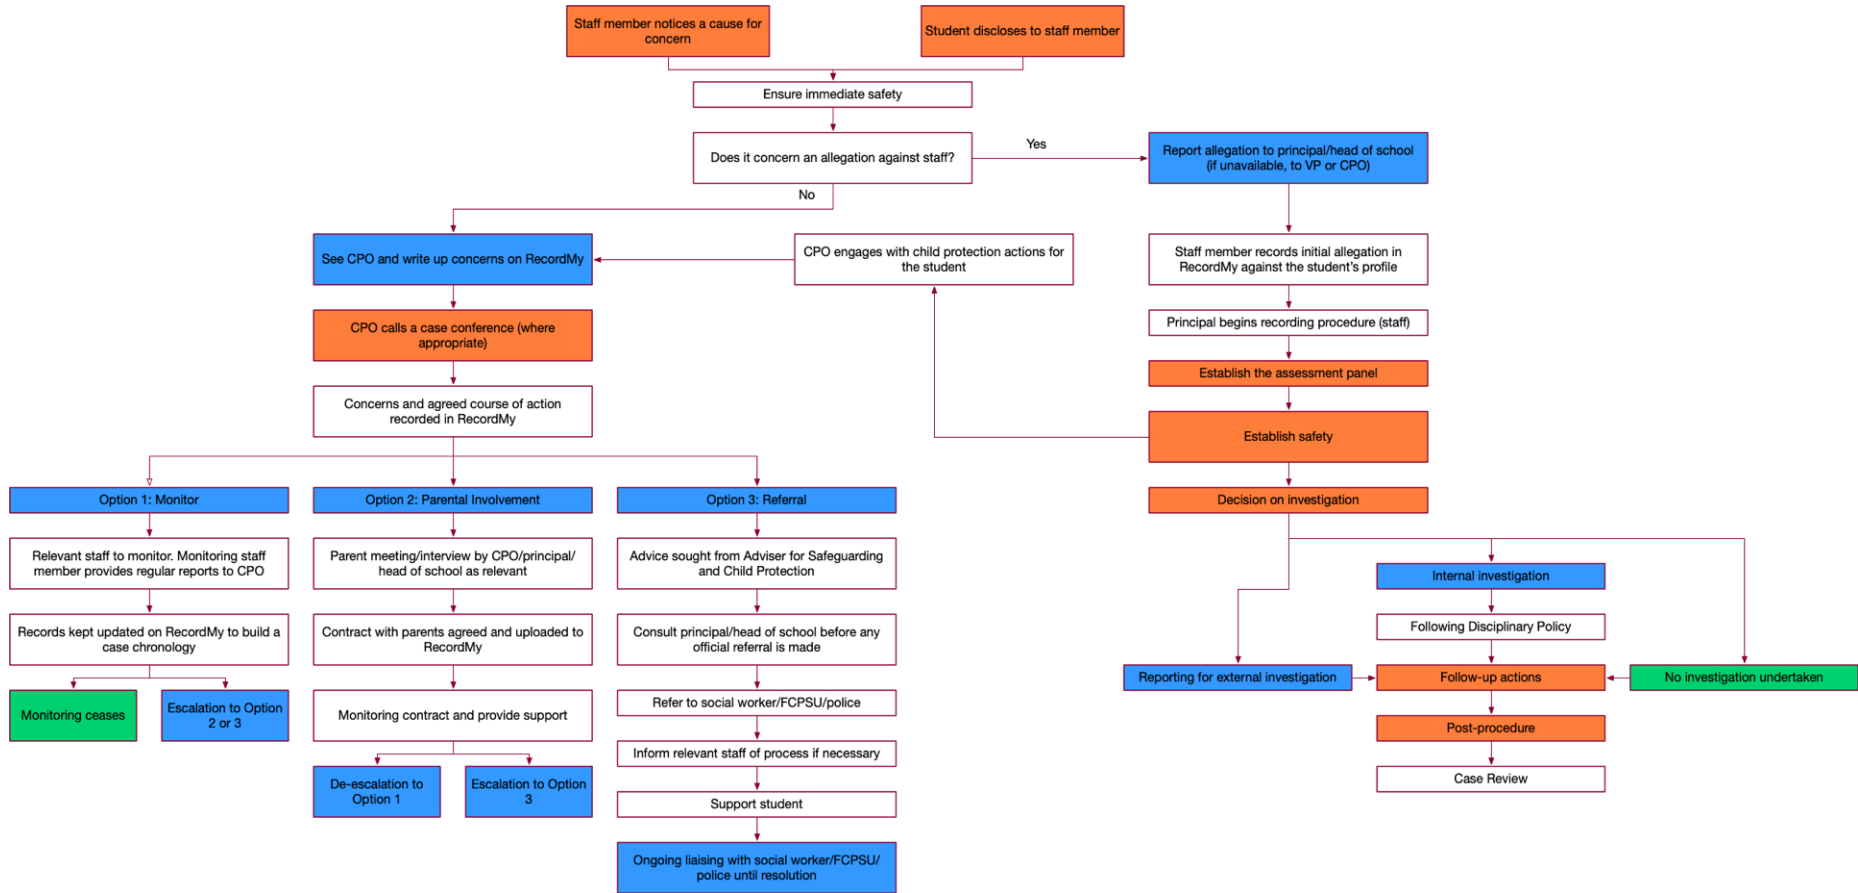 Staff member notices a cause for
concern
Student discloses to staff member
Ensure immediate safety
Does it concern an allegation against staff?
Yes
Report allegation to principal/head of school
(if unavailable, to VP or CPO)
No
See CPO and write up concerns on RecordMy
CPO engages with child protection actions for
the student
Staff member records initial allegation in
RecordMy against the student's profile
CPO calls a case conference (where
appropriate)
Principal begins recording procedure (staff)
Establish the assessment panel
Concerns and agreed course of action
recorded in RecordMy
Establish safety
Option 1: Monitor
Option 2: Parental Involvement
Option 3: Referral
Decision on investigation
Relevant staff to monitor. Monitoring staff
member provides regular reports to CPO
Parent meeting/interview by CPO/principal/
head of school as relevant
Advice sought from Adviser for Safeguarding
and Child Protection
Internal investigation
Records kept updated on RecordMy to build a
case chronology
Contract with parents agreed and uploaded to
RecordMy
Consult principal/head of school before any
official referral is made
Following Disciplinary Policy
Reporting for external investigation
Follow-up actions
No investigation undertaken
Monitoring ceases
Escalation to Option
2 or 3
Monitoring contract and provide support
Refer to social worker/FCPSU/police
Post-procedure
Inform relevant staff of process if necessary
Case Review
De-escalation to
Option 1
Escalation to Option
3
Support student
Ongoing liaising with social worker/FCPSU/
police until resolution